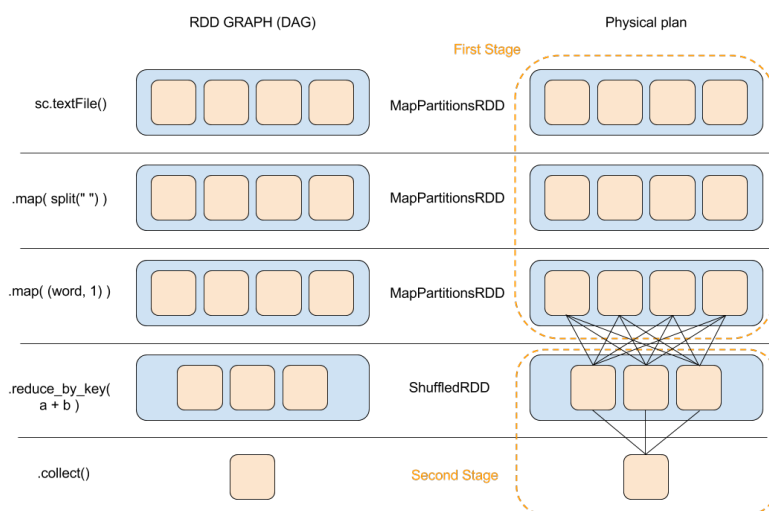 RDD GRAPH (DAG)
Physical plan
First Stage
sc.textFile()
MapPartitionsRDD
.map( split(" ") )
MapPartitionsRDD
.map( (word, 1) )
MapPartitionsRDD
.reduce_by_key(
a + b )
ShuffledRDD
.collect()
Second Stage